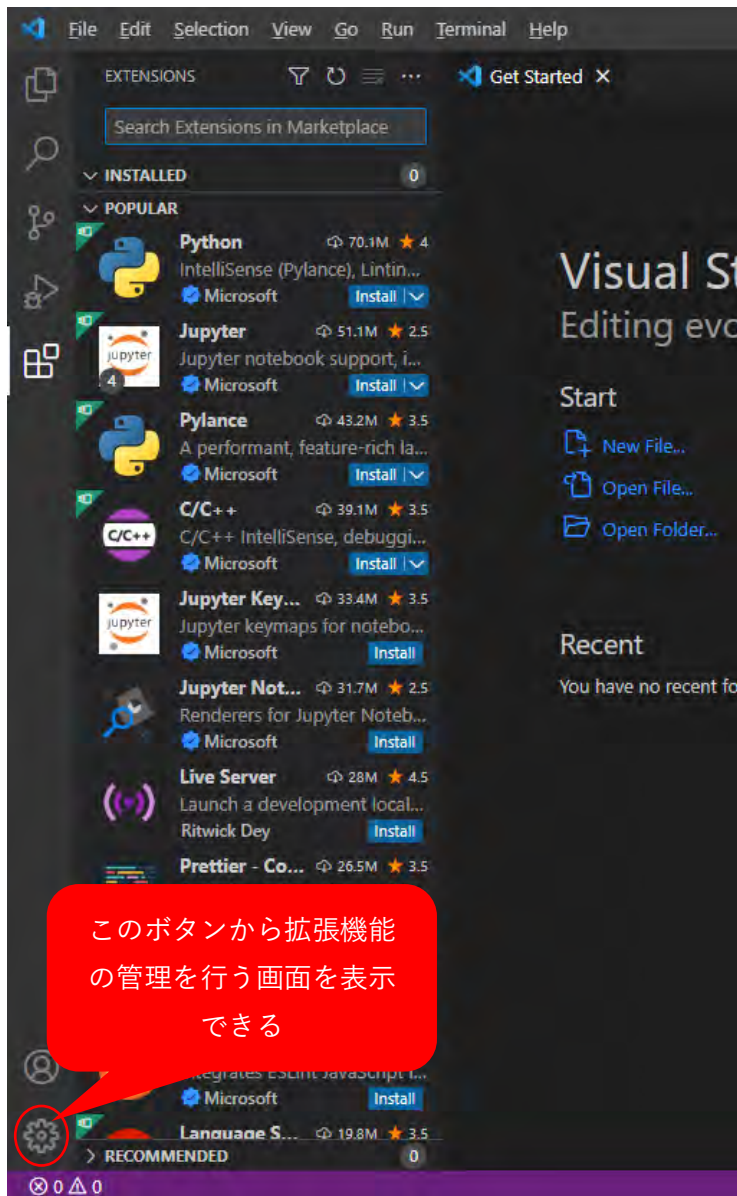 File Edit Selection View Go Run Terminal Help
EXTENSIONS
Get Started
Search Extensions in Marketplace
INSTALLED 0
POPULAR
Python 70.1M 4
IntelliSense (Pylance), Lintin...
Microsoft Install
Jupyter 51.1M 2.5
jupyter
Jupyter notebook support, i...
4
Microsoft Install
Pylance 43.2M 3.5
A performant, feature-rich la...
Microsoft Install
C/C++ 39.1M 3.5
C/C++
C/C++ IntelliSense, debuggi...
Microsoft Install
Jupyter Key... 33.4M 3.5
jupyter
Jupyter keymaps for notebo...
Microsoft Install
Jupyter Not... 31.7M 2.5
Renderers for Jupyter Noteb...
Microsoft Install
Live Server 28M 4.5
Launch a development local...
Ritwick Dey Install
Prettier - Co... 26.5M 3.5
このボタンから拡張機能
の管理を行う画面を表示
できる
Integrates ESLint JavaScript i...
Microsoft Install
Language S... 19.8M 3.5
RECOMMENDED 0
0 0
Visual St
Editing evo
Start
New File...
Open File...
Open Folder...
Recent
You have no recent fo